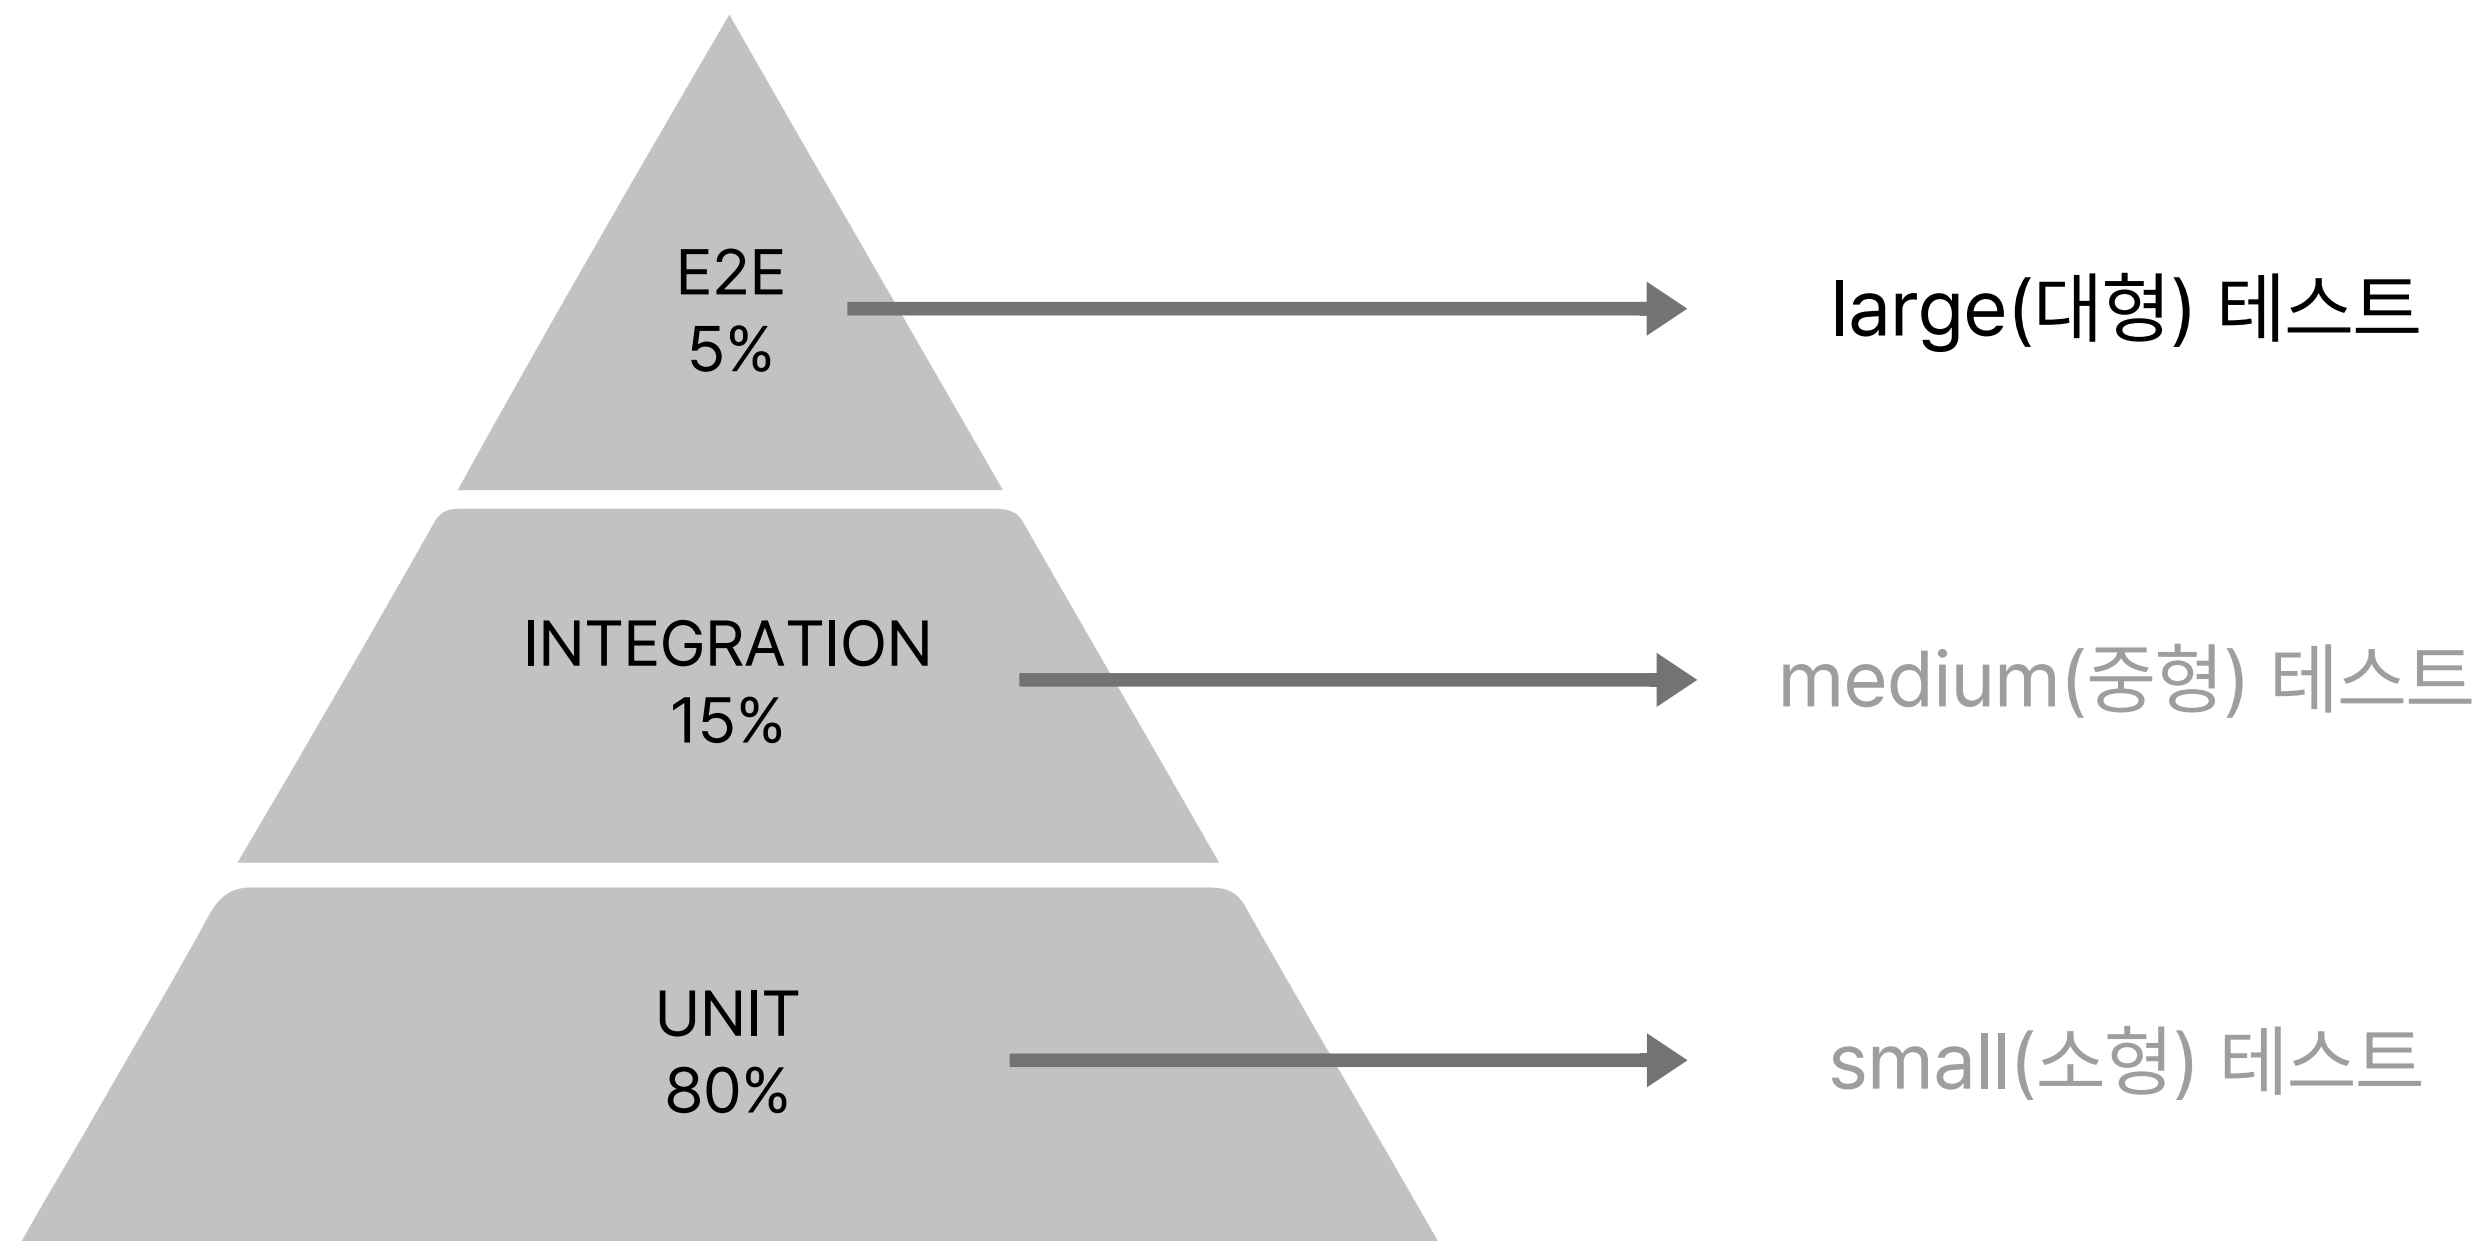 E2E
5%
large(대형) 테스트
INTEGRATION
15%
medium(중형) 테스트
UNIT
80%
small(소형) 테스트